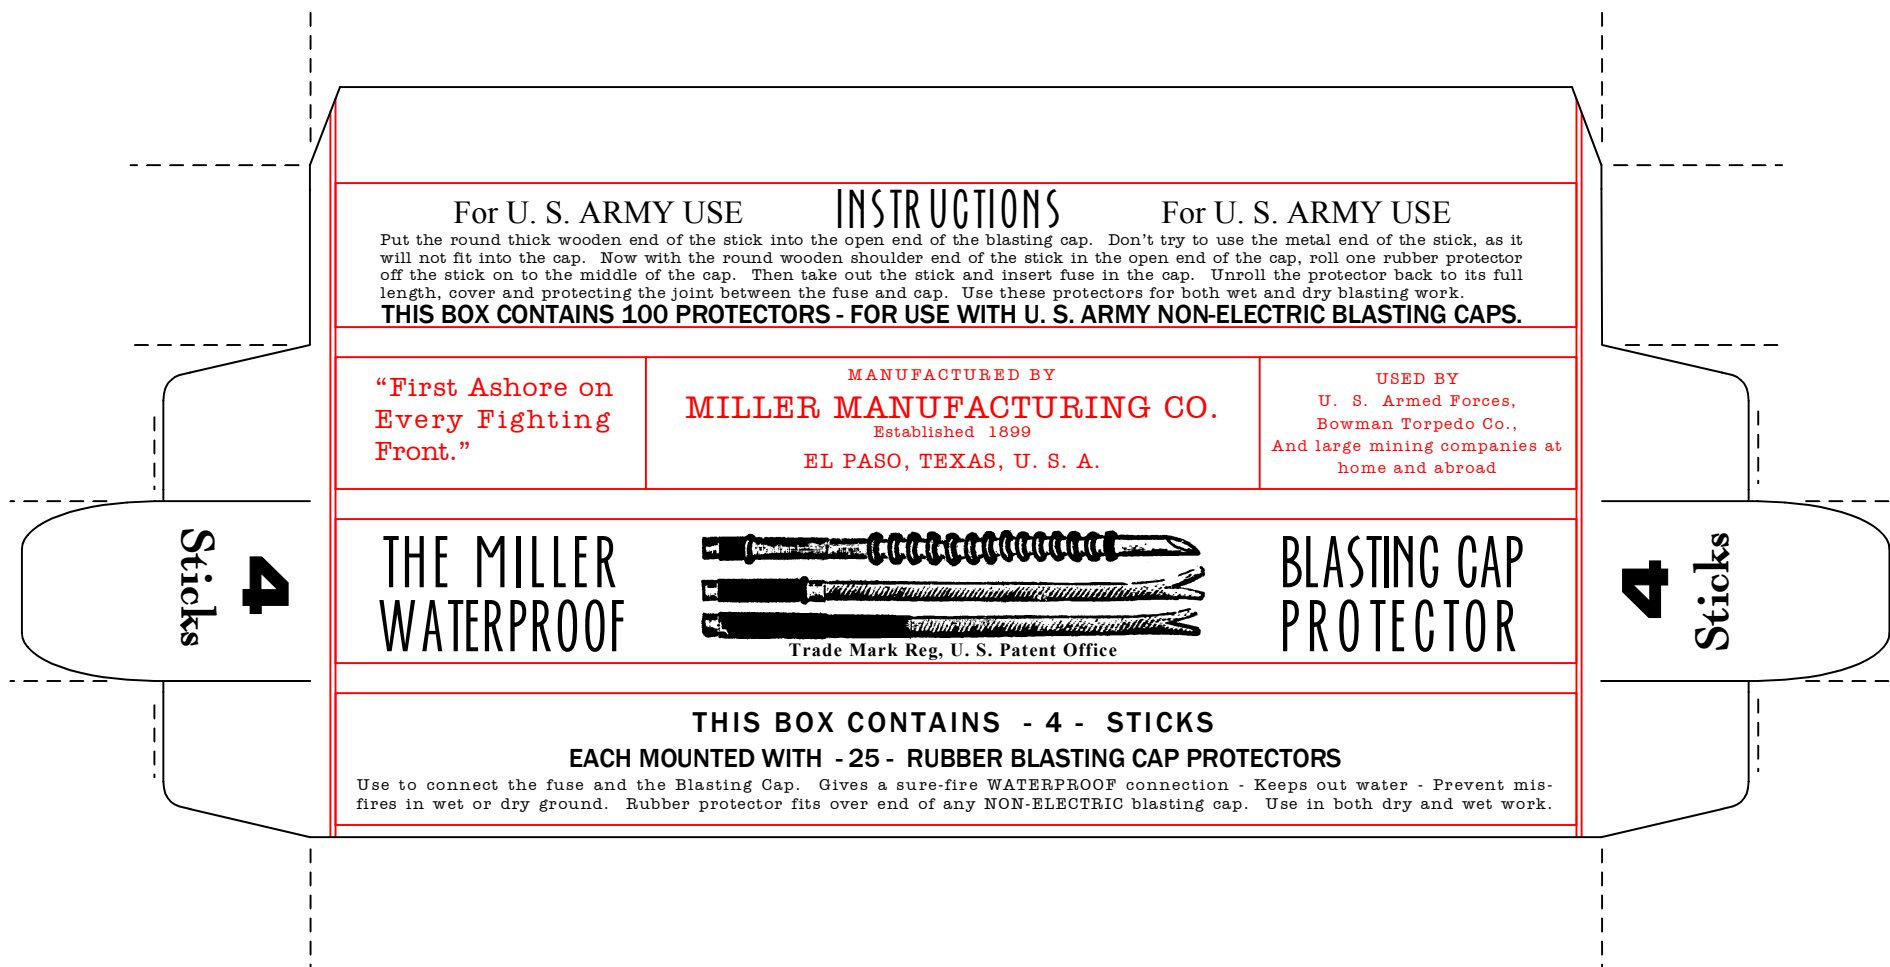 For U. S. ARMY USE INSTRUCTIONS For U. S. ARMY USE
Put the round thick wooden end of the stick into the open end of the blasting cap. Don't try to use the metal end of the stick, as it
will not fit into the cap. Now with the round wooden shoulder end of the stick in the open end of the cap, roll one rubber protector
off the stick on to the middle of the cap. Then take out the stick and insert fuse in the cap. Unroll the protector back to its full
length, cover and protecting the joint between the fuse and cap. Use these protectors for both wet and dry blasting work.
THIS BOX CONTAINS 100 PROTECTORS - FOR USE WITH U. S. ARMY NON-ELECTRIC BLASTING CAPS.
“First Ashore on
Every Fighting
Front.”
MANUFACTURED BY
MILLER MANUFACTURING CO.
Established 1899
EL PASO, TEXAS, U. S. A.
USED BY
U. S. Armed Forces,
Bowman Torpedo Co.,
And large mining companies at
home and abroad
4
Sticks
THE MILLER
WATERPROOF
Trade Mark Reg, U. S. Patent Office
BLASTING CAP
PROTECTOR
4
Sticks
THIS BOX CONTAINS - 4 - STICKS
EACH MOUNTED WITH - 25 - RUBBER BLASTING CAP PROTECTORS
Use to connect the fuse and the Blasting Cap. Gives a sure-fire WATERPROOF connection - Keeps out water - Prevent mis-
fires in wet or dry ground. Rubber protector fits over end of any NON-ELECTRIC blasting cap. Use in both dry and wet work.